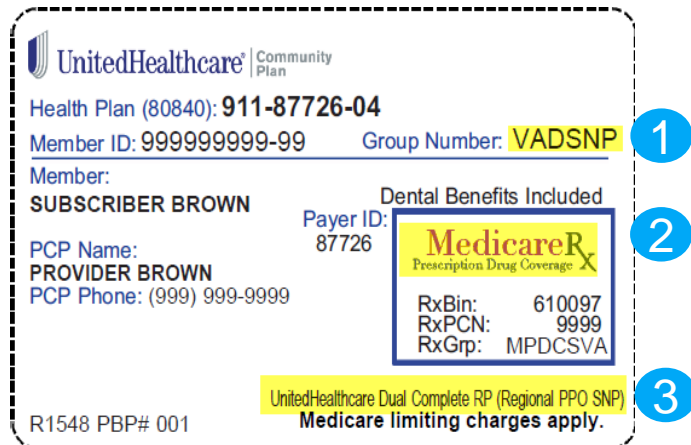 UnitedHealthcare® Community Plan
Health Plan (80840): 911-87726-04
Member ID: 999999999-99 Group Number: VADSNP
1
Member:
SUBSCRIBER BROWN
Dental Benefits Included
Payer ID:
87726
MedicareRx
Prescription Drug Coverage
2
PCP Name:
PROVIDER BROWN
PCP Phone: (999) 999-9999
RxBin: 610097
RxPCN: 9999
RxGrp: MPDCSVA
UnitedHealthcare Dual Complete RP (Regional PPO SNP)
3
R1548 PBP# 001 Medicare limiting charges apply.